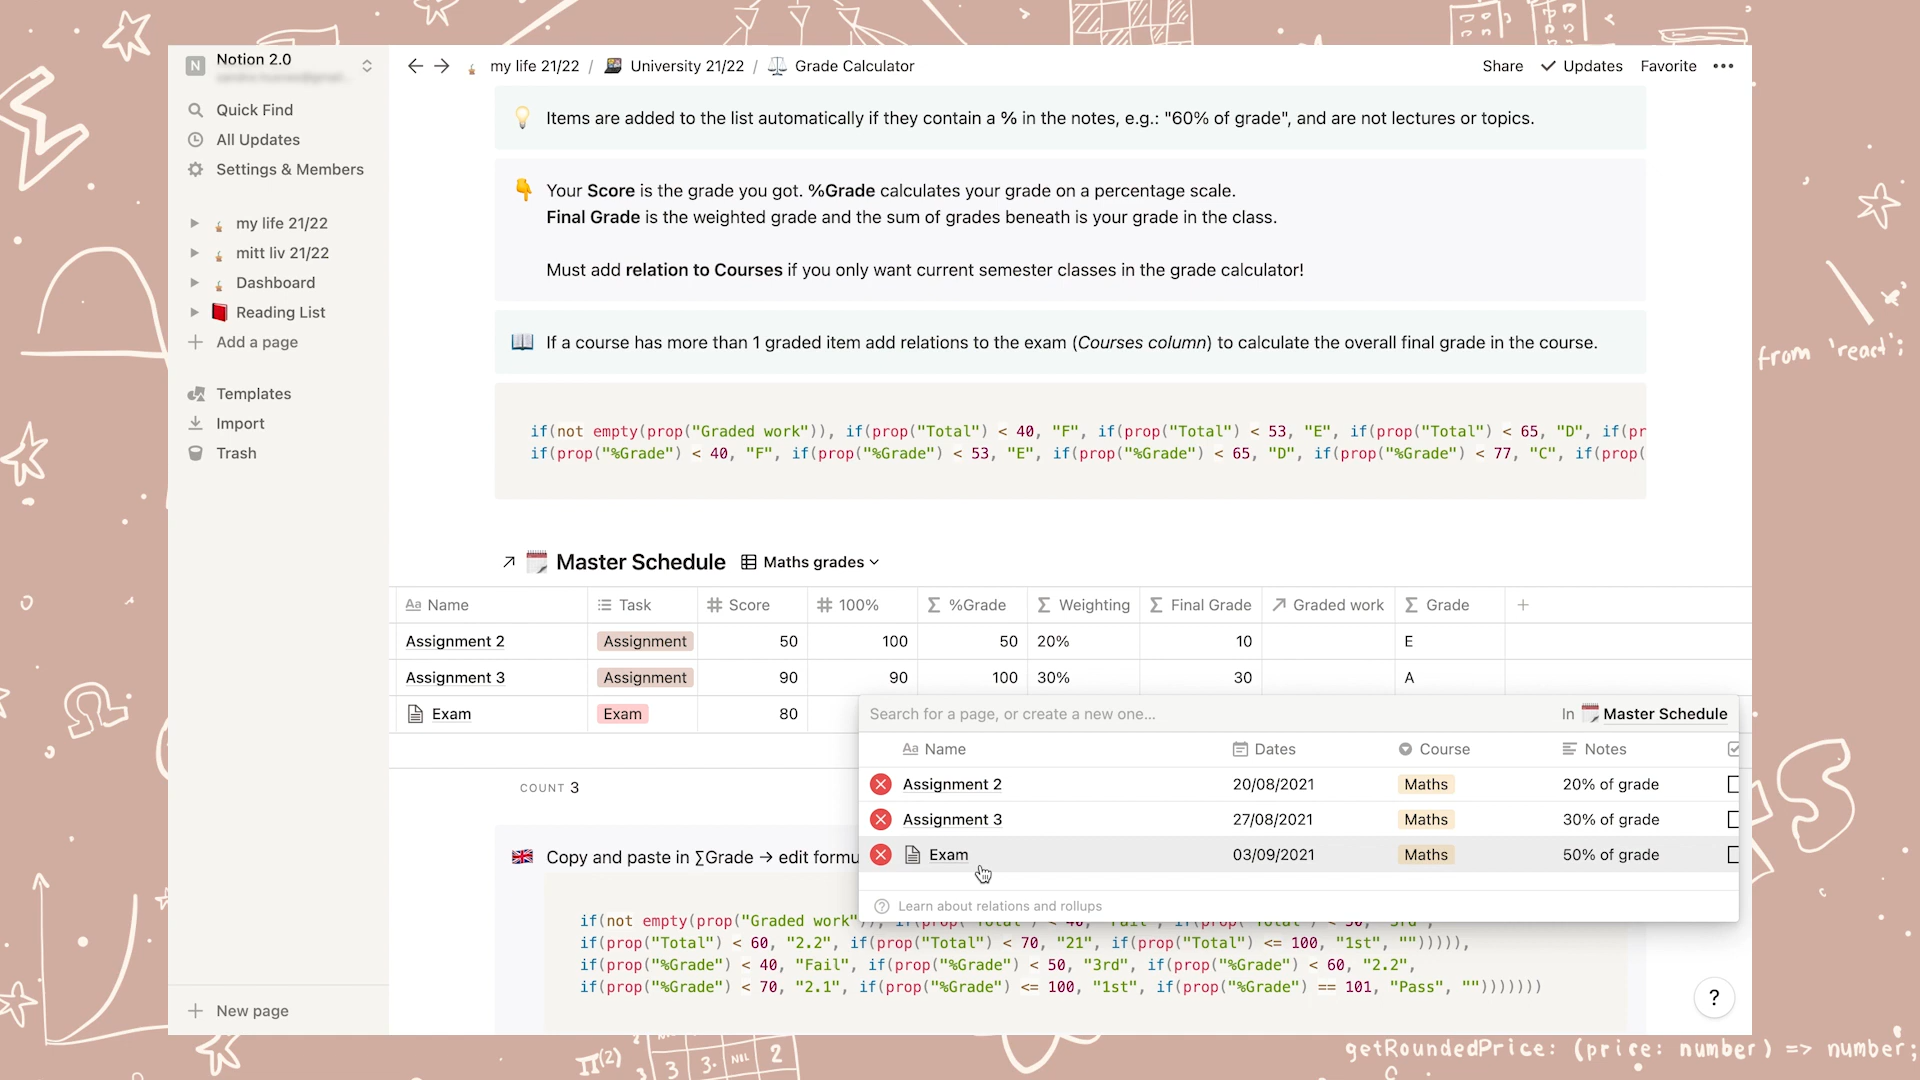 Notion 2.0
Quick Find
All Updates
Settings & Members
my life 21/22
mitt liv 21/22
Dashboard
Reading List
Add a page
Templates
Import
Trash
New page
my life 21/22 / University 21/22 / Grade Calculator
Share Updates Favorite
Items are added to the list automatically if they contain a % in the notes, e.g.: "60% of grade", and are not lectures or topics.
Your Score is the grade you got. %Grade calculates your grade on a percentage scale.
Final Grade is the weighted grade and the sum of grades beneath is your grade in the class.
Must add relation to Courses if you only want current semester classes in the grade calculator!
If a course has more than 1 graded item add relations to the exam (Courses column) to calculate the overall final grade in the course.
if(not empty(prop("Graded work")), if(prop("Total") < 40, "F", if(prop("Total") < 53, "E", if(prop("Total") < 65, "D", if(pr
if(prop("%Grade") < 40, "F", if(prop("%Grade") < 53, "E", if(prop("%Grade") < 65, "D", if(prop("%Grade") < 77, "C", if(prop(
Master Schedule Maths grades
Aa Name Task # Score # 100% Σ %Grade Σ Weighting Σ Final Grade Graded work Σ Grade +
Assignment 2 Assignment 50 100 50 20% 10 E
Assignment 3 Assignment 90 90 100 30% 30 A
Exam Exam 80
COUNT 3
Search for a page, or create a new one... In Master Schedule
Aa Name Dates Course Notes
Assignment 2 20/08/2021 Maths 20% of grade
Assignment 3 27/08/2021 Maths 30% of grade
Exam 03/09/2021 Maths 50% of grade
Learn about relations and rollups
Copy and paste in ∑Grade → edit formu
if(not empty(prop("Graded work"
if(prop("Total") < 60, "2.2", if(prop("Total") < 70, "21", if(prop("Total") <= 100, "1st", ""))))),
if(prop("%Grade") < 40, "Fail", if(prop("%Grade") < 50, "3rd", if(prop("%Grade") < 60, "2.2",
if(prop("%Grade") < 70, "2.1", if(prop("%Grade") <= 100, "1st", if(prop("%Grade") == 101, "Pass", "")))))))
?
from 'react';
π(2)
3 3. NIL 2
getRoundedPrice: (price: number) => number;